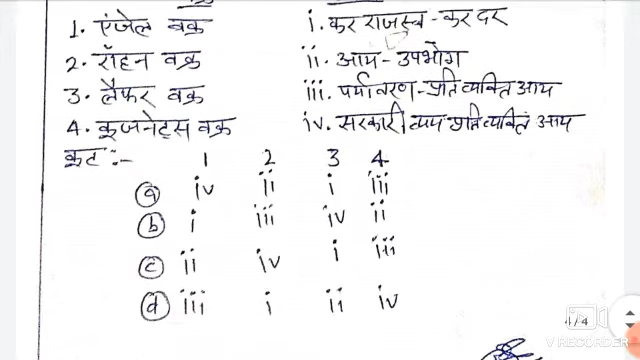 1. एंजेल वक्र i. कर राजस्व - कर दर
2. रॉहन वक्र ii. आय - उपभोग
3. लैफर वक्र iii. पर्यावरण - प्रति व्यक्ति आय
4. कूजनेट्स वक्र iv. सरकारी व्यय प्रति व्यक्ति आय
कूट :- 1 2 3 4
(a) iv ii i iii
(b) i iii iv ii
(c) ii iv i iii
(d) iii i ii iv
4/4
V RECORDER